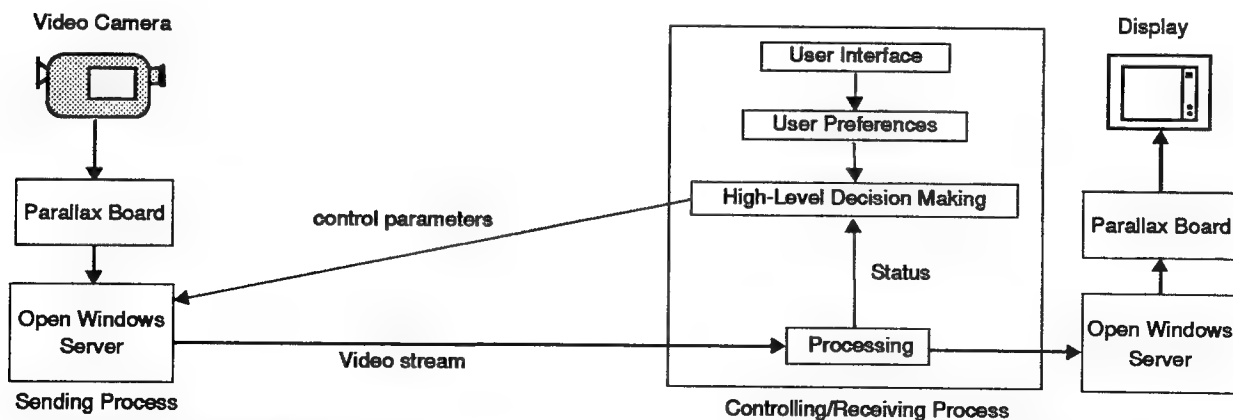 Video Camera
Parallax Board
Open Windows
Server
Sending Process
control parameters
Video stream
User Interface
User Preferences
High-Level Decision Making
Status
Processing
Controlling/Receiving Process
Display
Parallax Board
Open Windows
Server